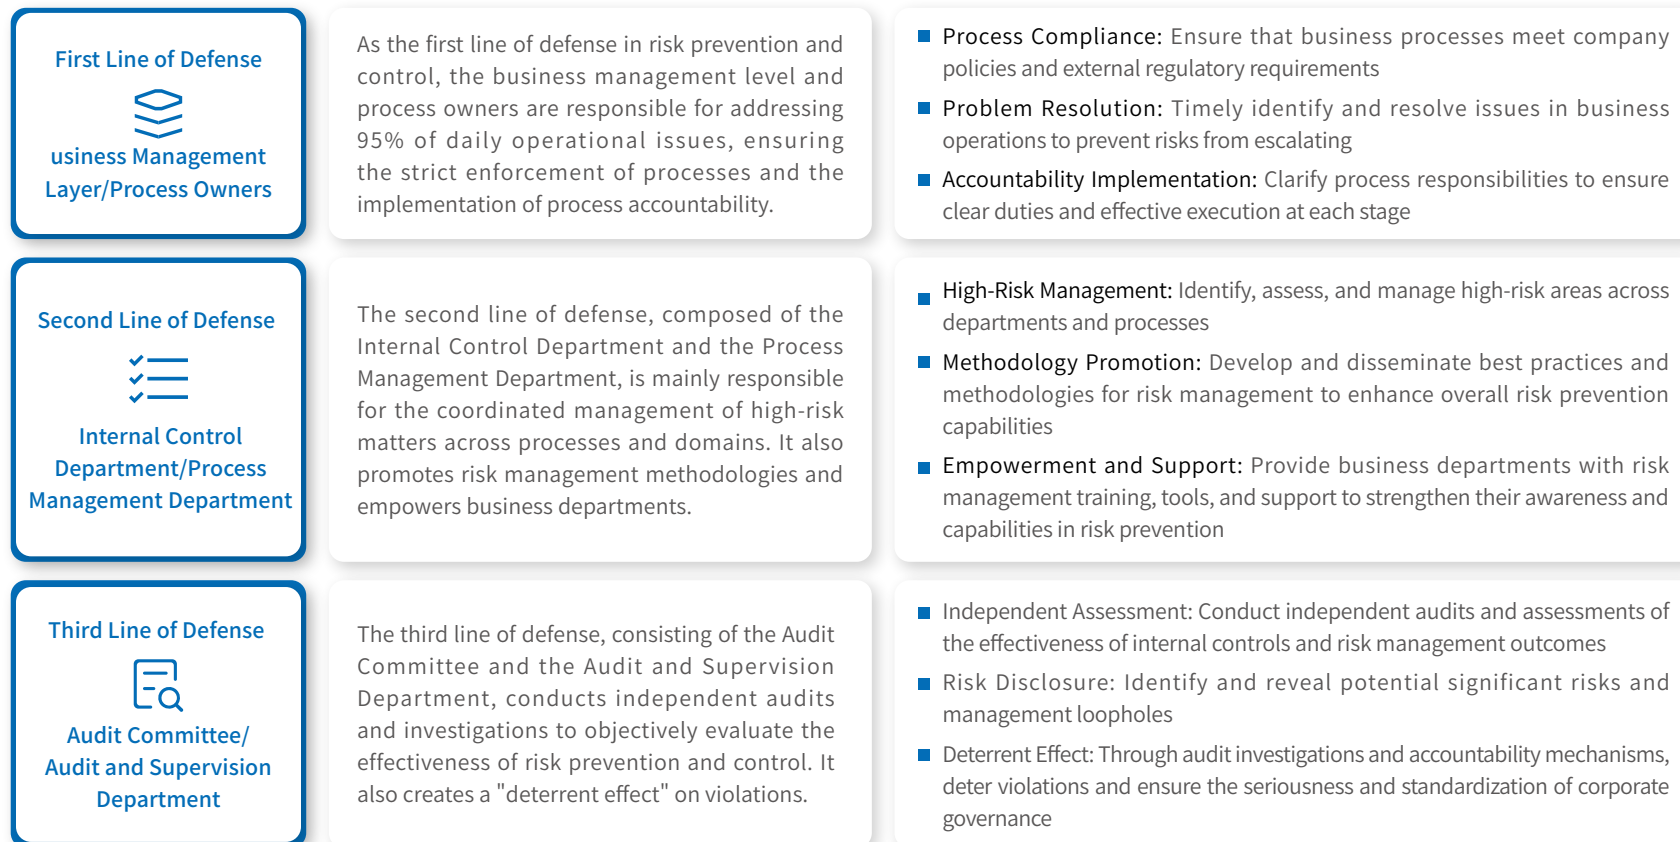 First Line of Defense
usiness Management
Layer/Process Owners
As the first line of defense in risk prevention and
control, the business management level and
process owners are responsible for addressing
95% of daily operational issues, ensuring
the strict enforcement of processes and the
implementation of process accountability.
Process Compliance: Ensure that business processes meet company
policies and external regulatory requirements
Problem Resolution: Timely identify and resolve issues in business
operations to prevent risks from escalating
Accountability Implementation: Clarify process responsibilities to ensure
clear duties and effective execution at each stage
Second Line of Defense
Internal Control
Department/Process
Management Department
The second line of defense, composed of the
Internal Control Department and the Process
Management Department, is mainly responsible
for the coordinated management of high-risk
matters across processes and domains. It also
promotes risk management methodologies and
empowers business departments.
High-Risk Management: Identify, assess, and manage high-risk areas across
departments and processes
Methodology Promotion: Develop and disseminate best practices and
methodologies for risk management to enhance overall risk prevention
capabilities
Empowerment and Support: Provide business departments with risk
management training, tools, and support to strengthen their awareness and
capabilities in risk prevention
Third Line of Defense
Audit Committee/
Audit and Supervision
Department
The third line of defense, consisting of the Audit
Committee and the Audit and Supervision
Department, conducts independent audits
and investigations to objectively evaluate the
effectiveness of risk prevention and control. It
also creates a "deterrent effect" on violations.
Independent Assessment: Conduct independent audits and assessments of
the effectiveness of internal controls and risk management outcomes
Risk Disclosure: Identify and reveal potential significant risks and
management loopholes
Deterrent Effect: Through audit investigations and accountability mechanisms,
deter violations and ensure the seriousness and standardization of corporate
governance